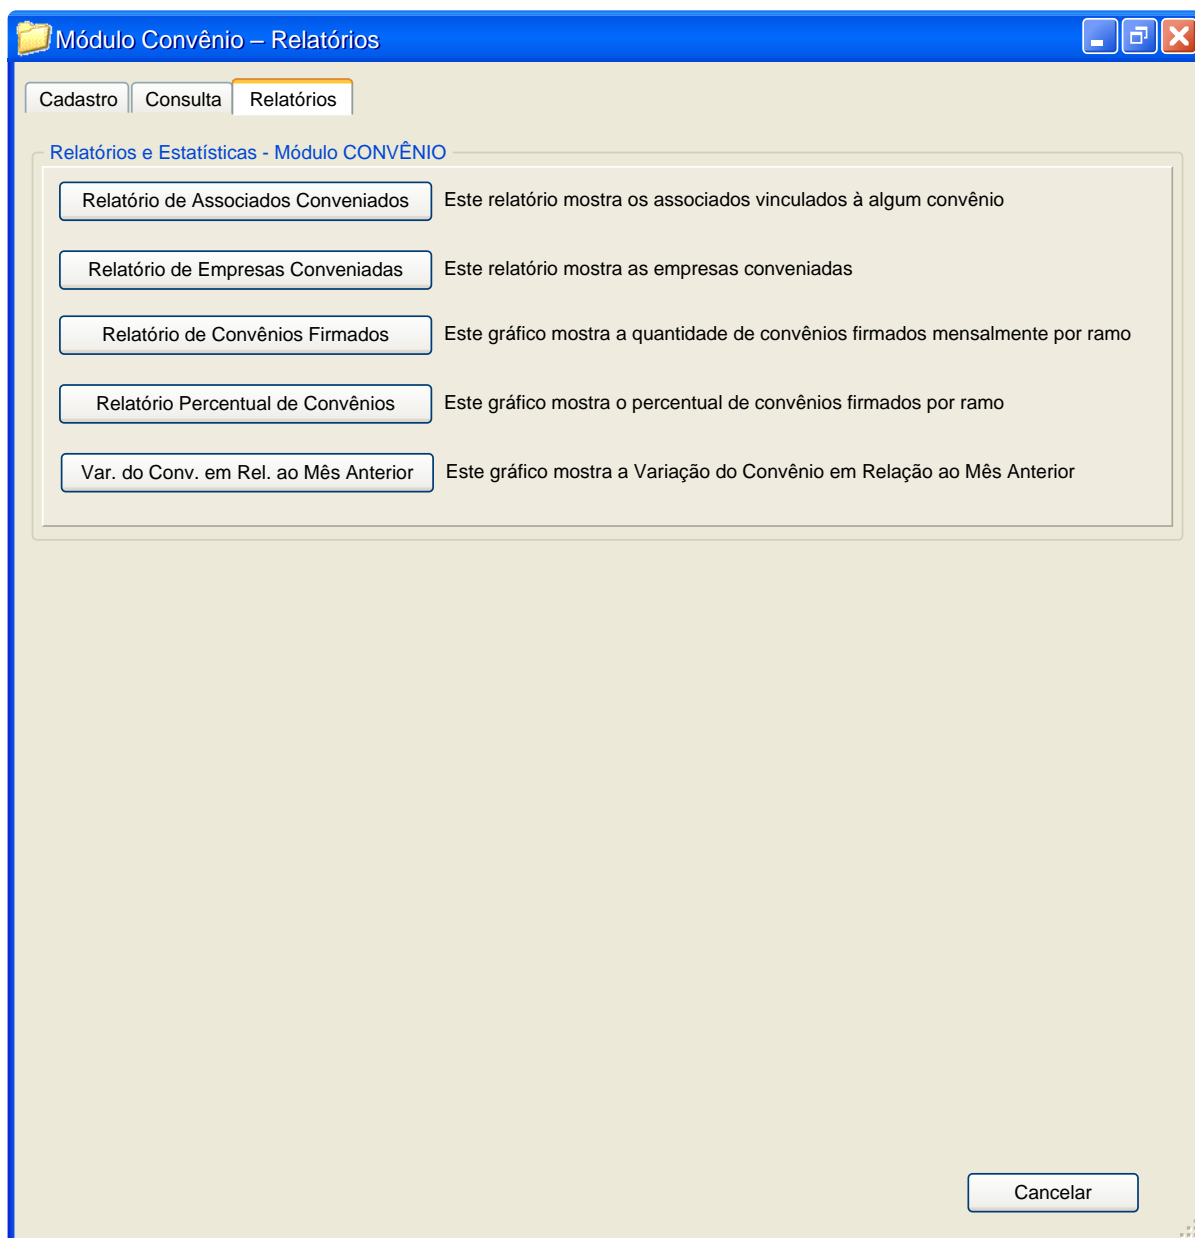 Módulo Convênio – Relatórios
Cadastro Consulta Relatórios
Relatórios e Estatísticas - Módulo CONVÊNIO
Relatório de Associados Conveniados Este relatório mostra os associados vinculados à algum convênio
Relatório de Empresas Conveniadas Este relatório mostra as empresas conveniadas
Relatório de Convênios Firmados Este gráfico mostra a quantidade de convênios firmados mensalmente por ramo
Relatório Percentual de Convênios Este gráfico mostra o percentual de convênios firmados por ramo
Var. do Conv. em Rel. ao Mês Anterior Este gráfico mostra a Variação do Convênio em Relação ao Mês Anterior
Cancelar